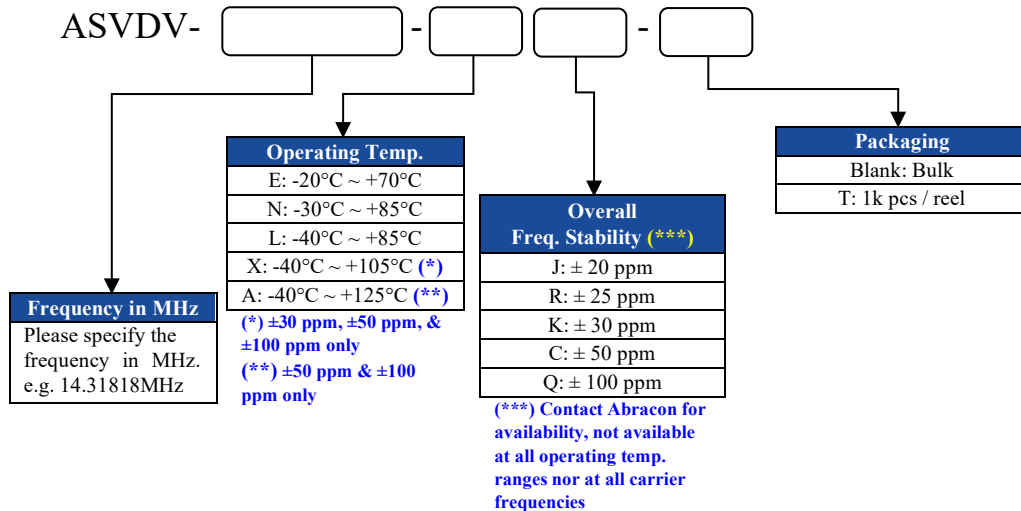 ASVDV- - -
Operating Temp.
E: -20°C ~ +70°C
N: -30°C ~ +85°C
L: -40°C ~ +85°C
X: -40°C ~ +105°C (*)
A: -40°C ~ +125°C (**)
(*) ±30 ppm, ±50 ppm, &
±100 ppm only
(**) ±50 ppm & ±100
ppm only
Frequency in MHz
Please specify the
frequency in MHz.
e.g. 14.31818MHz
Overall
Freq. Stability (***)
J: ± 20 ppm
R: ± 25 ppm
K: ± 30 ppm
C: ± 50 ppm
Q: ± 100 ppm
(***) Contact Abracon for
availability, not available
at all operating temp.
ranges nor at all carrier
frequencies
Packaging
Blank: Bulk
T: 1k pcs / reel